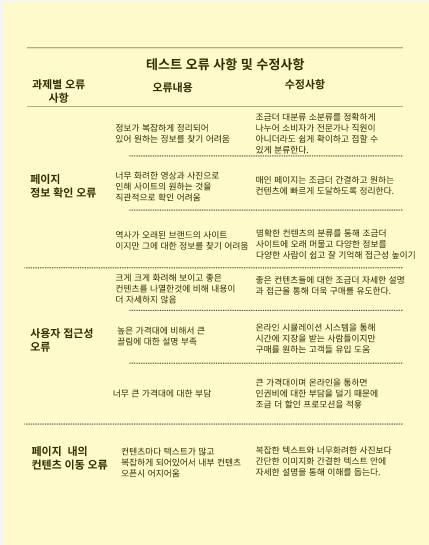 테스트 오류 사항 및 수정사항
과제별 오류
사항
오류내용
수정사항
정보가 복잡하게 정리되어
있어 원하는 정보를 찾기 어려움
조금더 대분류 소분류를 정확하게
나누어 소비자가 전문가나 직원이
아니더라도 쉽게 확이하고 접할 수
있게 분류한다.
페이지
정보 확인 오류
너무 화려한 영상과 사진으로
인해 사이트의 원하는 것을
직관적으로 확인 어려움
매인 페이지는 조금더 간결하고 원하는
컨텐츠에 빠르게 도달하도록 정리한다.
역사가 오래된 브랜드의 사이트
이지만 그에 대한 정보를 찾기 어려움
명확한 컨텐츠의 분류를 통해 조금더
사이트에 오래 머물고 다양한 정보를
다양한 사람이 쉽고 잘 기억해 접근성 높이기
크게 크게 화려해 보이고 좋은
컨텐츠를 나열한것에 비해 내용이
더 자세하지 않음
좋은 컨텐츠들에 대한 조금더 자세한 설명
과 접근을 통해 더욱 구매를 유도한다.
사용자 접근성
오류
높은 가격대에 비해서 큰
끌림에 대한 설명 부족
온라인 시뮬레이션 시스템을 통해
시간에 지장을 받는 사람들이지만
구매를 원하는 고객들 유입 도움
너무 큰 가격대에 대한 부담
큰 가격대이며 온라인을 통하면
인권비에 대한 부담을 덜기 때문에
조금 더 할인 프로모션을 적용
페이지 내의
컨텐츠 이동 오류
컨텐츠마다 텍스트가 많고
복잡하게 되어있어서 내부 컨텐츠
오픈시 어지어움
복잡한 텍스트와 너무화려한 사진보다
간단한 이미지화 간결한 텍스트 안에
자세한 설명을 통해 이해를 돕는다.